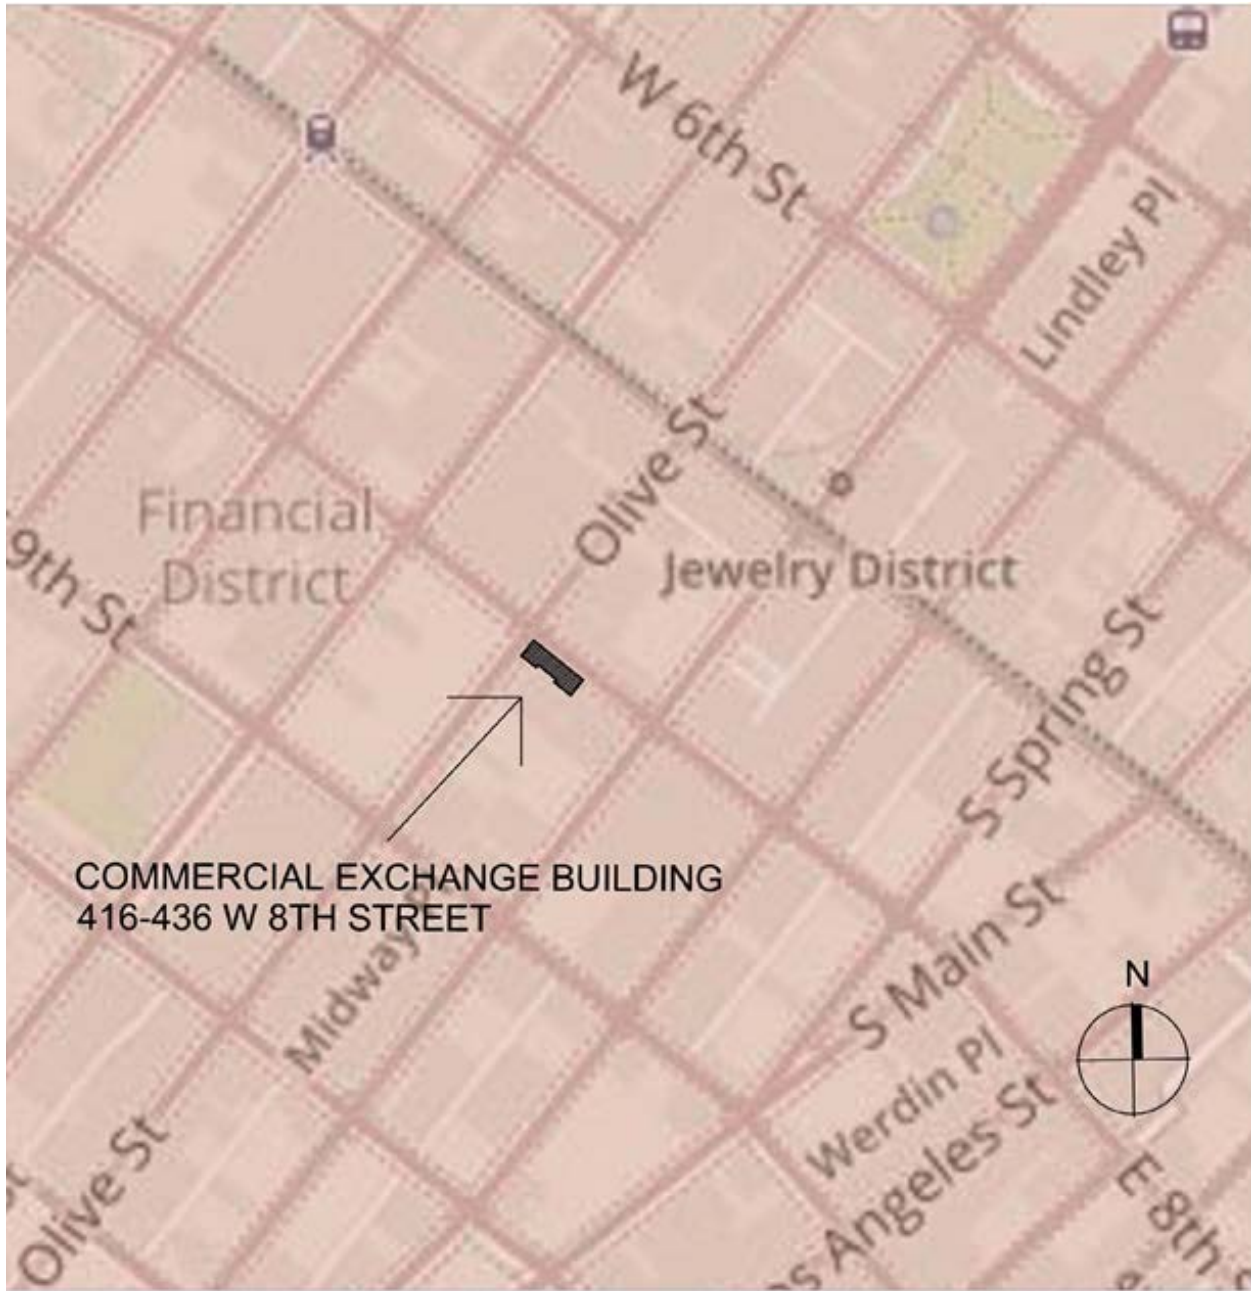 W 6th St
Lindley Pl
Olive St
Financial
District
Jewelry District
9th St
S Spring St
COMMERCIAL EXCHANGE BUILDING
416-436 W 8TH STREET
S Main St
N
Midway
Werdin Pl
Angeles St
Olive St
E 8th